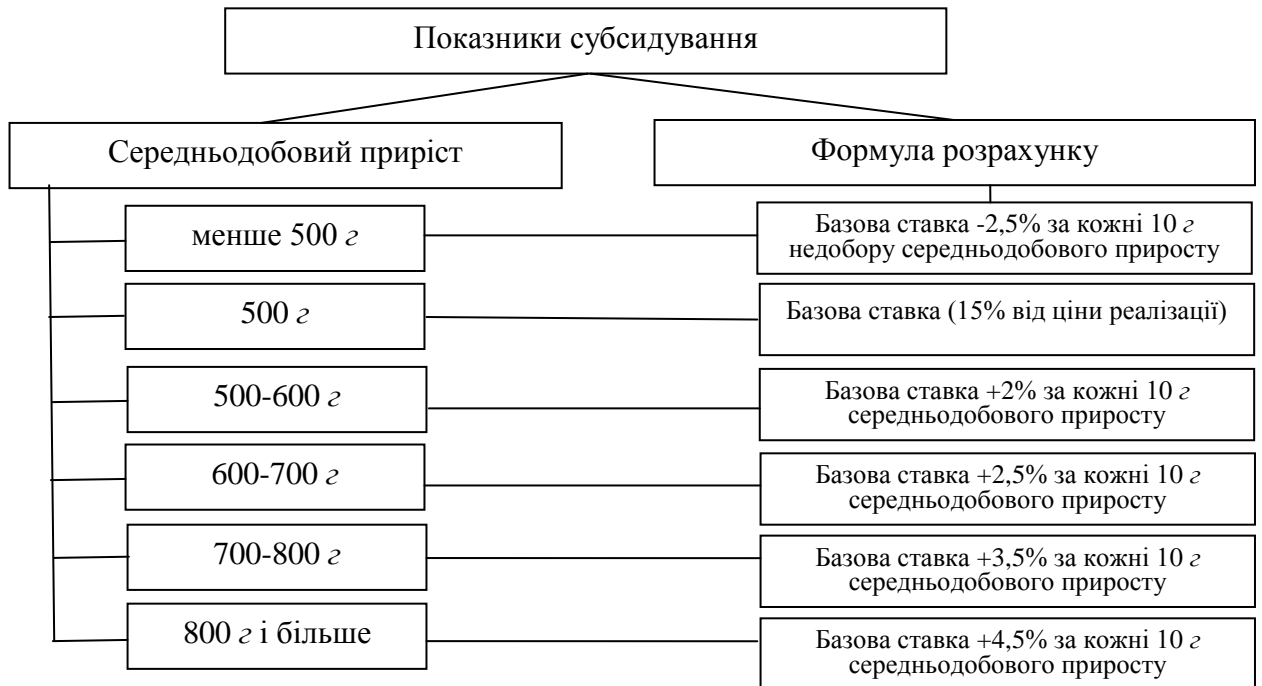 Показники субсидування
Середньодобовий приріст
Формула розрахунку
менше 500 г
Базова ставка -2,5% за кожні 10 г
недобору середньодобового приросту
500 г
Базова ставка (15% від ціни реалізації)
500-600 г
Базова ставка +2% за кожні 10 г
середньодобового приросту
600-700 г
Базова ставка +2,5% за кожні 10 г
середньодобового приросту
700-800 г
Базова ставка +3,5% за кожні 10 г
середньодобового приросту
800 г і більше
Базова ставка +4,5% за кожні 10 г
середньодобового приросту